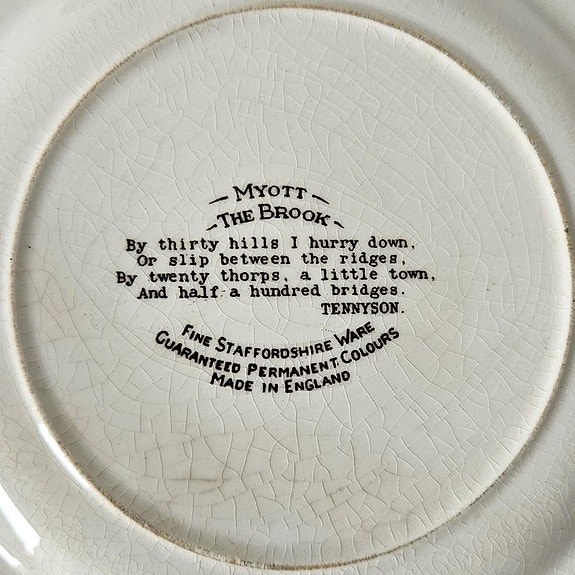 MYOTT
THE BROOK
By thirty hills I hurry down,
Or slip between the ridges,
By twenty thorps, a little town,
And half a hundred bridges.
TENNYSON.
FINE STAFFORDSHIRE WARE
GUARANTEED PERMANENT COLOURS
MADE IN ENGLAND